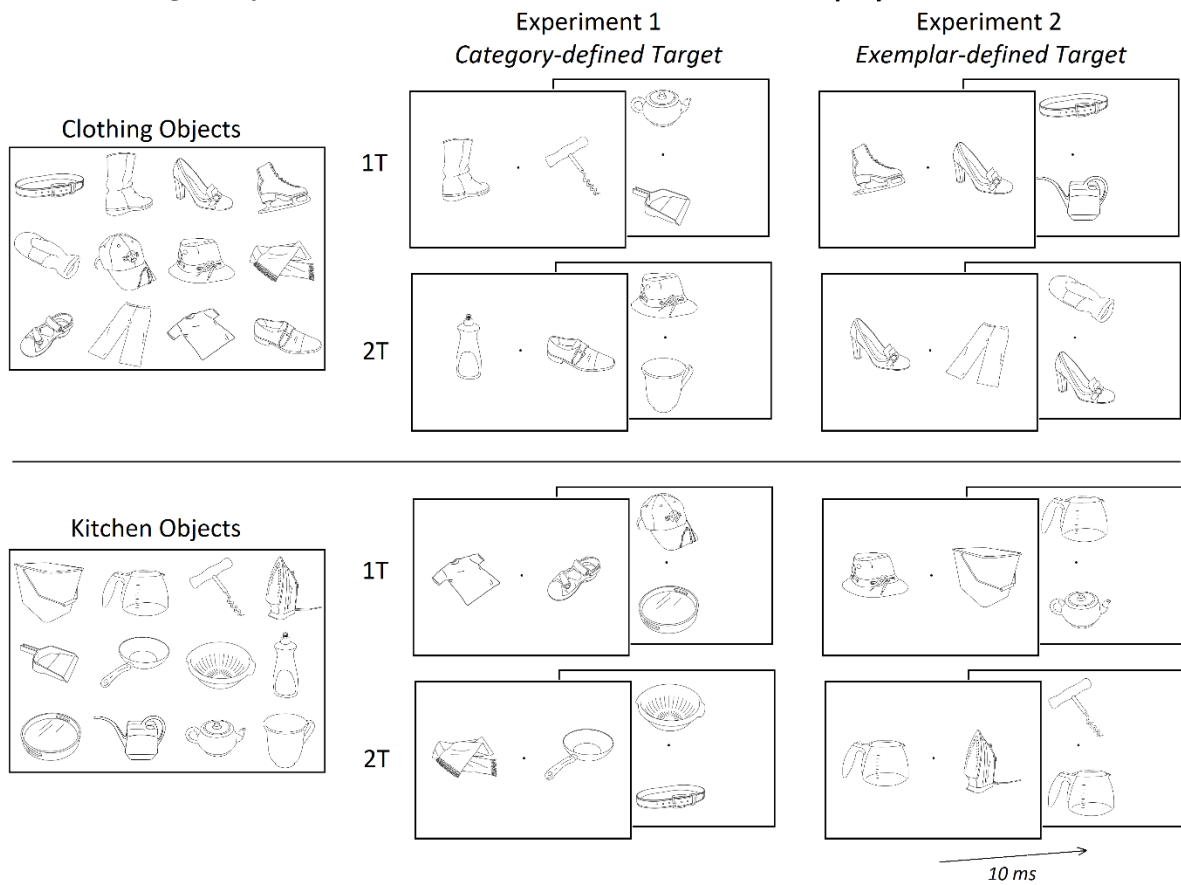 Experiment 1
Category-defined Target
Experiment 2
Exemplar-defined Target
Clothing Objects
1T
2T
Kitchen Objects
1T
2T
10 ms